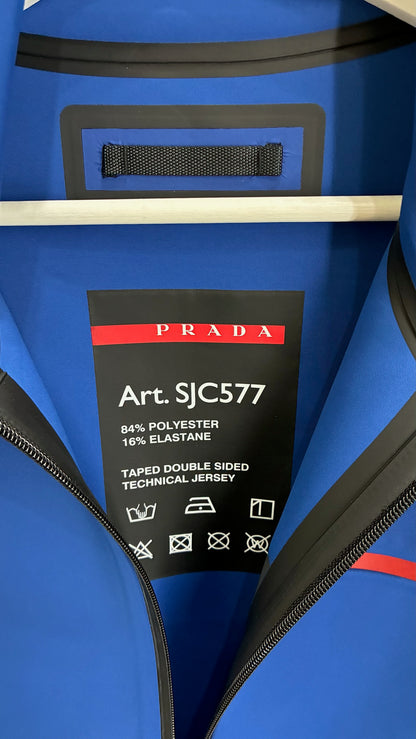 PRADA
Art. SJC577
84% POLYESTER
16% ELASTANE
TAPED DOUBLE SIDED
TECHNICAL JERSEY